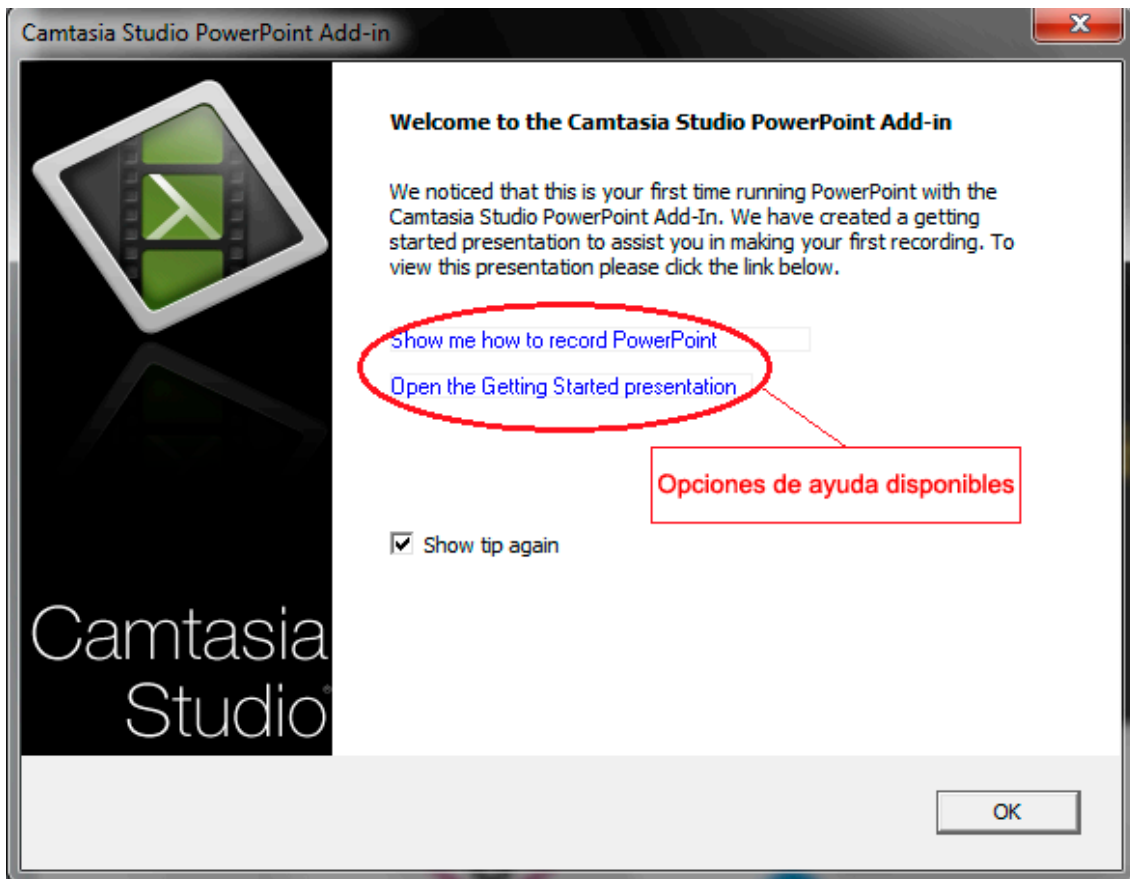 Camtasia Studio PowerPoint Add-in
Welcome to the Camtasia Studio PowerPoint Add-in
We noticed that this is your first time running PowerPoint with the
Camtasia Studio PowerPoint Add-In. We have created a getting
started presentation to assist you in making your first recording. To
view this presentation please click the link below.
Show me how to record PowerPoint
Open the Getting Started presentation
Opciones de ayuda disponibles
Show tip again
Camtasia
Studio®
OK